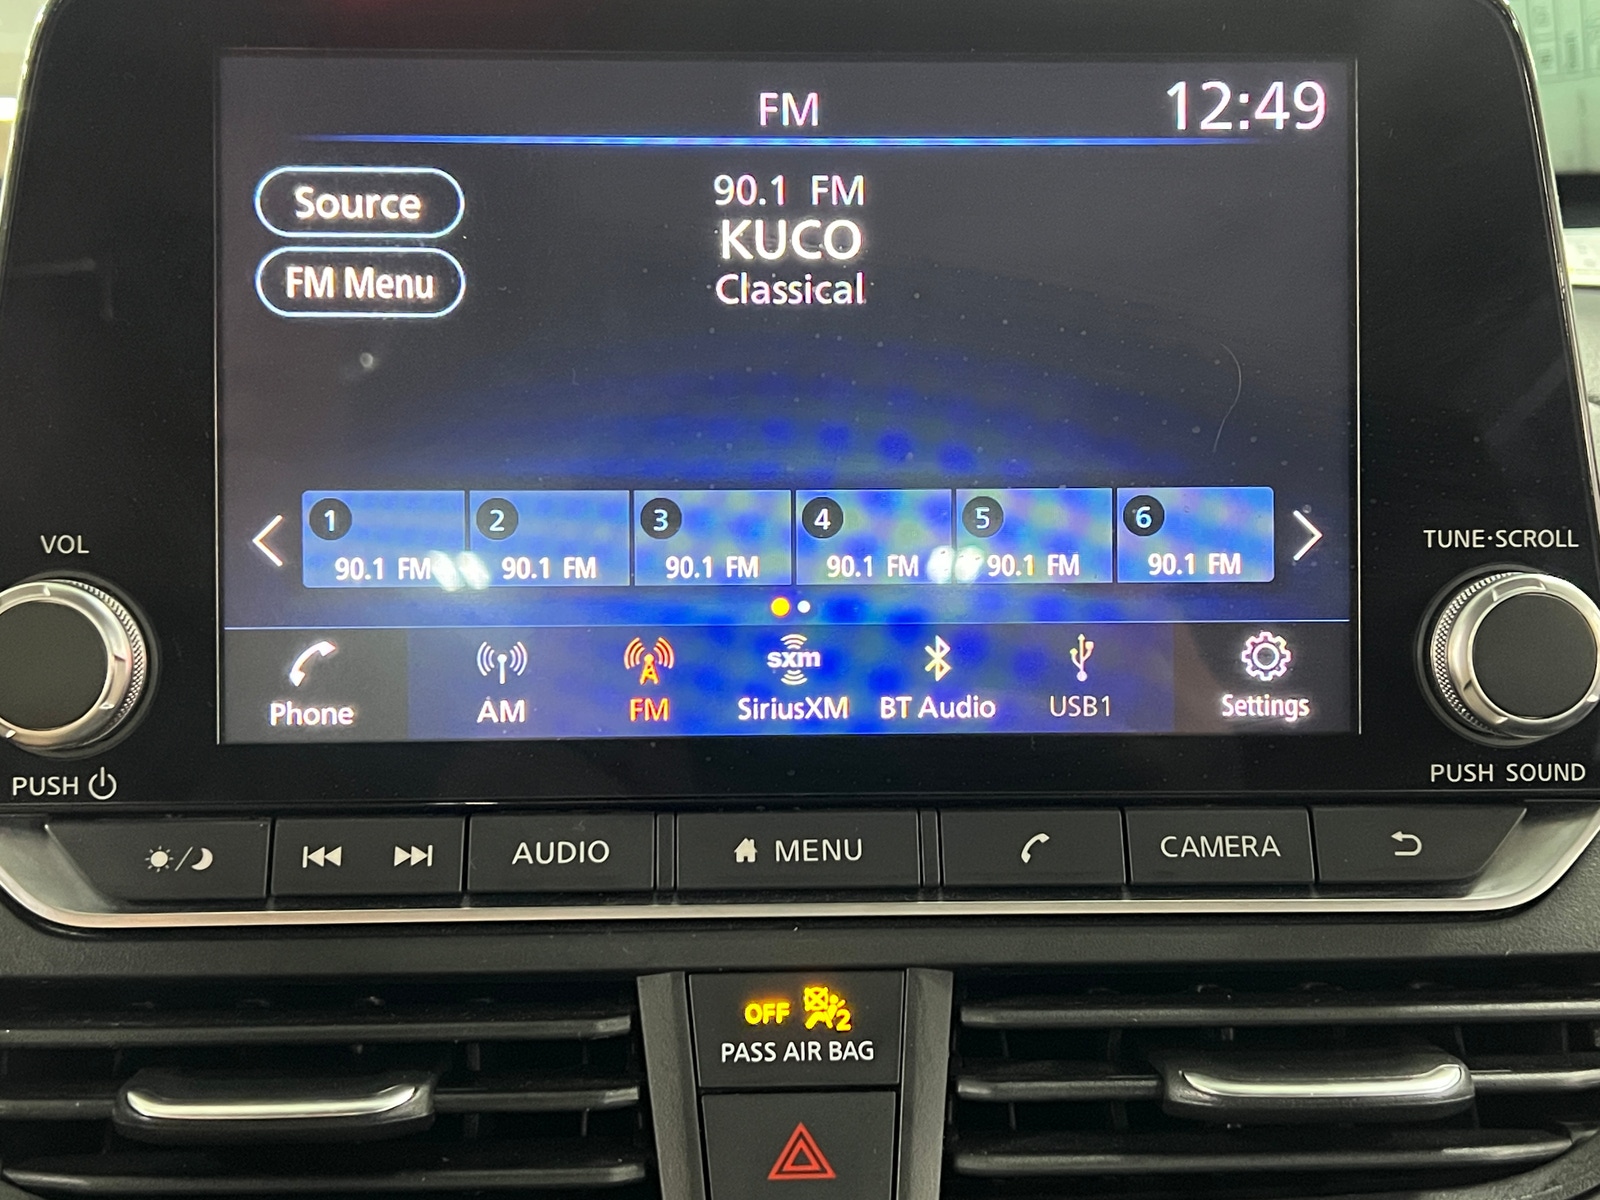 FM
12:49
Source
90.1 FM
KUCO
FM Menu
Classical
VOL
TUNE·SCROLL
1 2 3 4 5 6
90.1 FM 90.1 FM 90.1 FM 90.1 FM 90.1 FM 90.1 FM
sxm
Phone AM FM SiriusXM BT Audio USB1 Settings
PUSH
PUSH SOUND
AUDIO MENU CAMERA
OFF 2
PASS AIR BAG